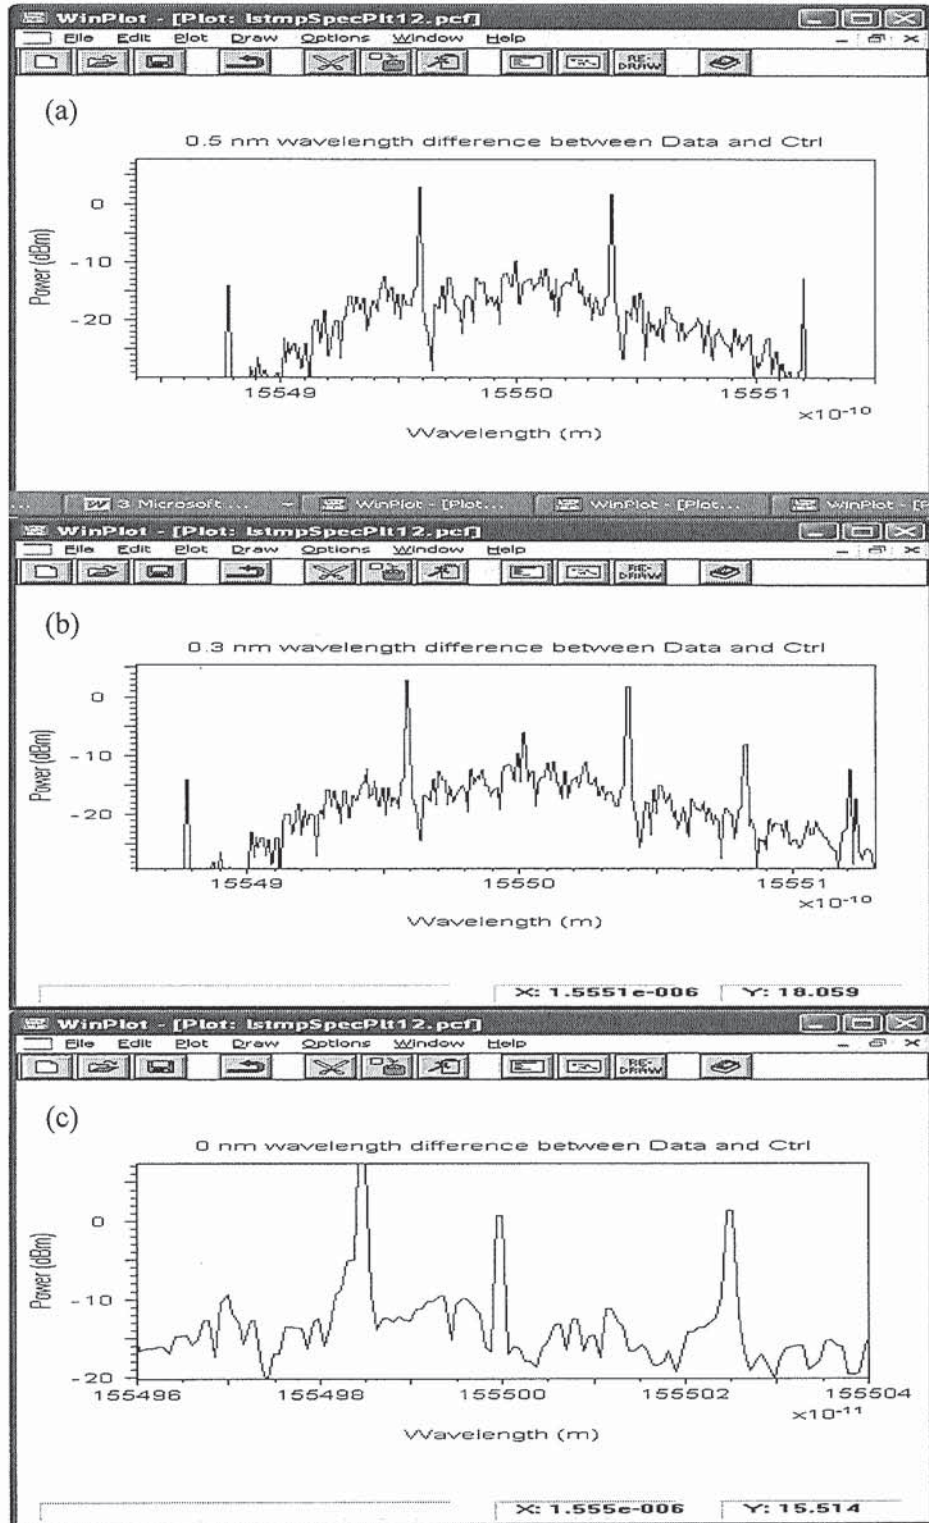 WinPlot - [Plot: lstmpSpecPlt12.pcf]
File Edit Plot Draw Options Window Help
RE-
DRAW
(a)
0.5 nm wavelength difference between Data and Ctrl
Power (dBm)
0
-10
-20
15549 15550 15551
×10-10
Wavelength (m)
... 3 Microsoft ... WinPlot - [Plot... WinPlot - [Plot... WinPlot - [P
WinPlot - [Plot: lstmpSpecPlt12.pcf]
File Edit Plot Draw Options Window Help
RE-
DRAW
(b)
0.3 nm wavelength difference between Data and Ctrl
Power (dBm)
0
-10
-20
15549 15550 15551
×10-10
Wavelength (m)
X: 1.5551e-006 Y: 18.059
WinPlot - [Plot: lstmpSpecPlt12.pcf]
File Edit Plot Draw Options Window Help
RE-
DRAW
(c)
0 nm wavelength difference between Data and Ctrl
Power (dBm)
0
-10
-20
155496 155498 155500 155502 155504
×10-11
Wavelength (m)
X: 1.555e-006 Y: 15.514